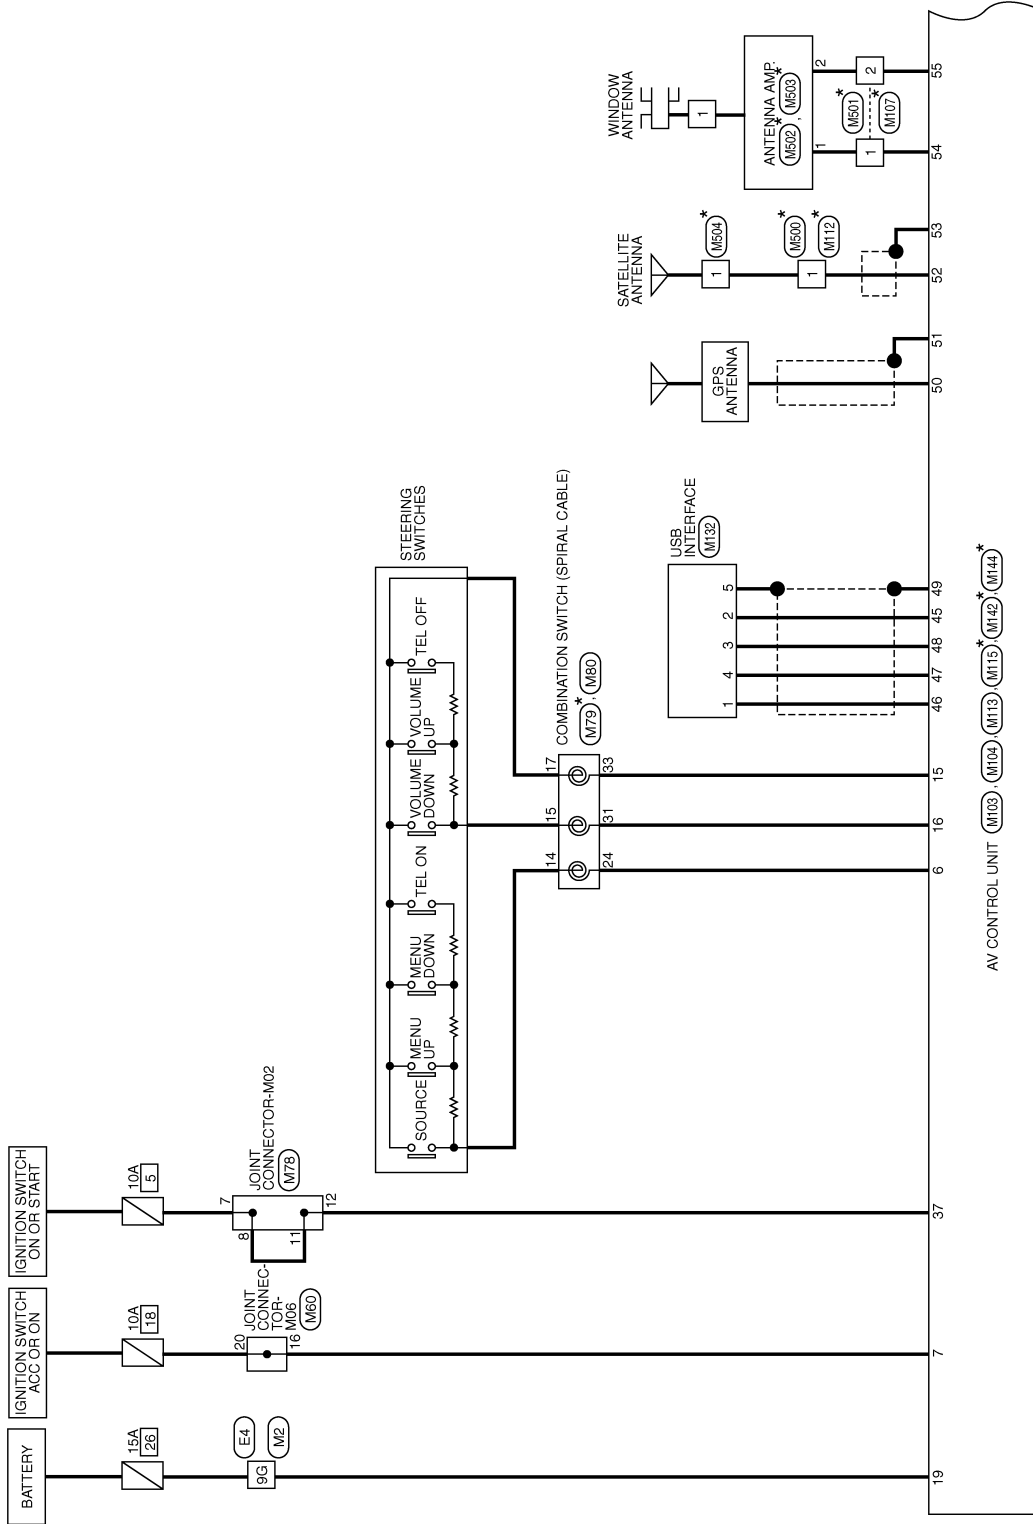 BATTERY
15A
26
E4
9G
M2
19
IGNITION SWITCH
ACC OR ON
10A
18
20
JOINT
CONNEC-
TOR-
M06
M60
16
7
IGNITION SWITCH
ON OR START
10A
5
7
JOINT
CONNECTOR-M02
M78
8
11
12
37
STEERING
SWITCHES
SOURCE
MENU
UP
MENU
DOWN
TEL ON
VOLUME
DOWN
VOLUME
UP
TEL OFF
COMBINATION SWITCH (SPIRAL CABLE)
M79* , M80
14
15
17
24
31
33
6
16
15
USB
INTERFACE
M132
1
4
3
2
5
46
47
48
45
49
GPS
ANTENNA
50
51
SATELLITE
ANTENNA
1
M504*
1
M500*
M112*
52
53
WINDOW
ANTENNA
1
ANTENNA AMP.
M502* , M503*
1
2
1
2
M501*
M107*
54
55
AV CONTROL UNIT M103 , M104 , M113 , M115* , M142* , M144*